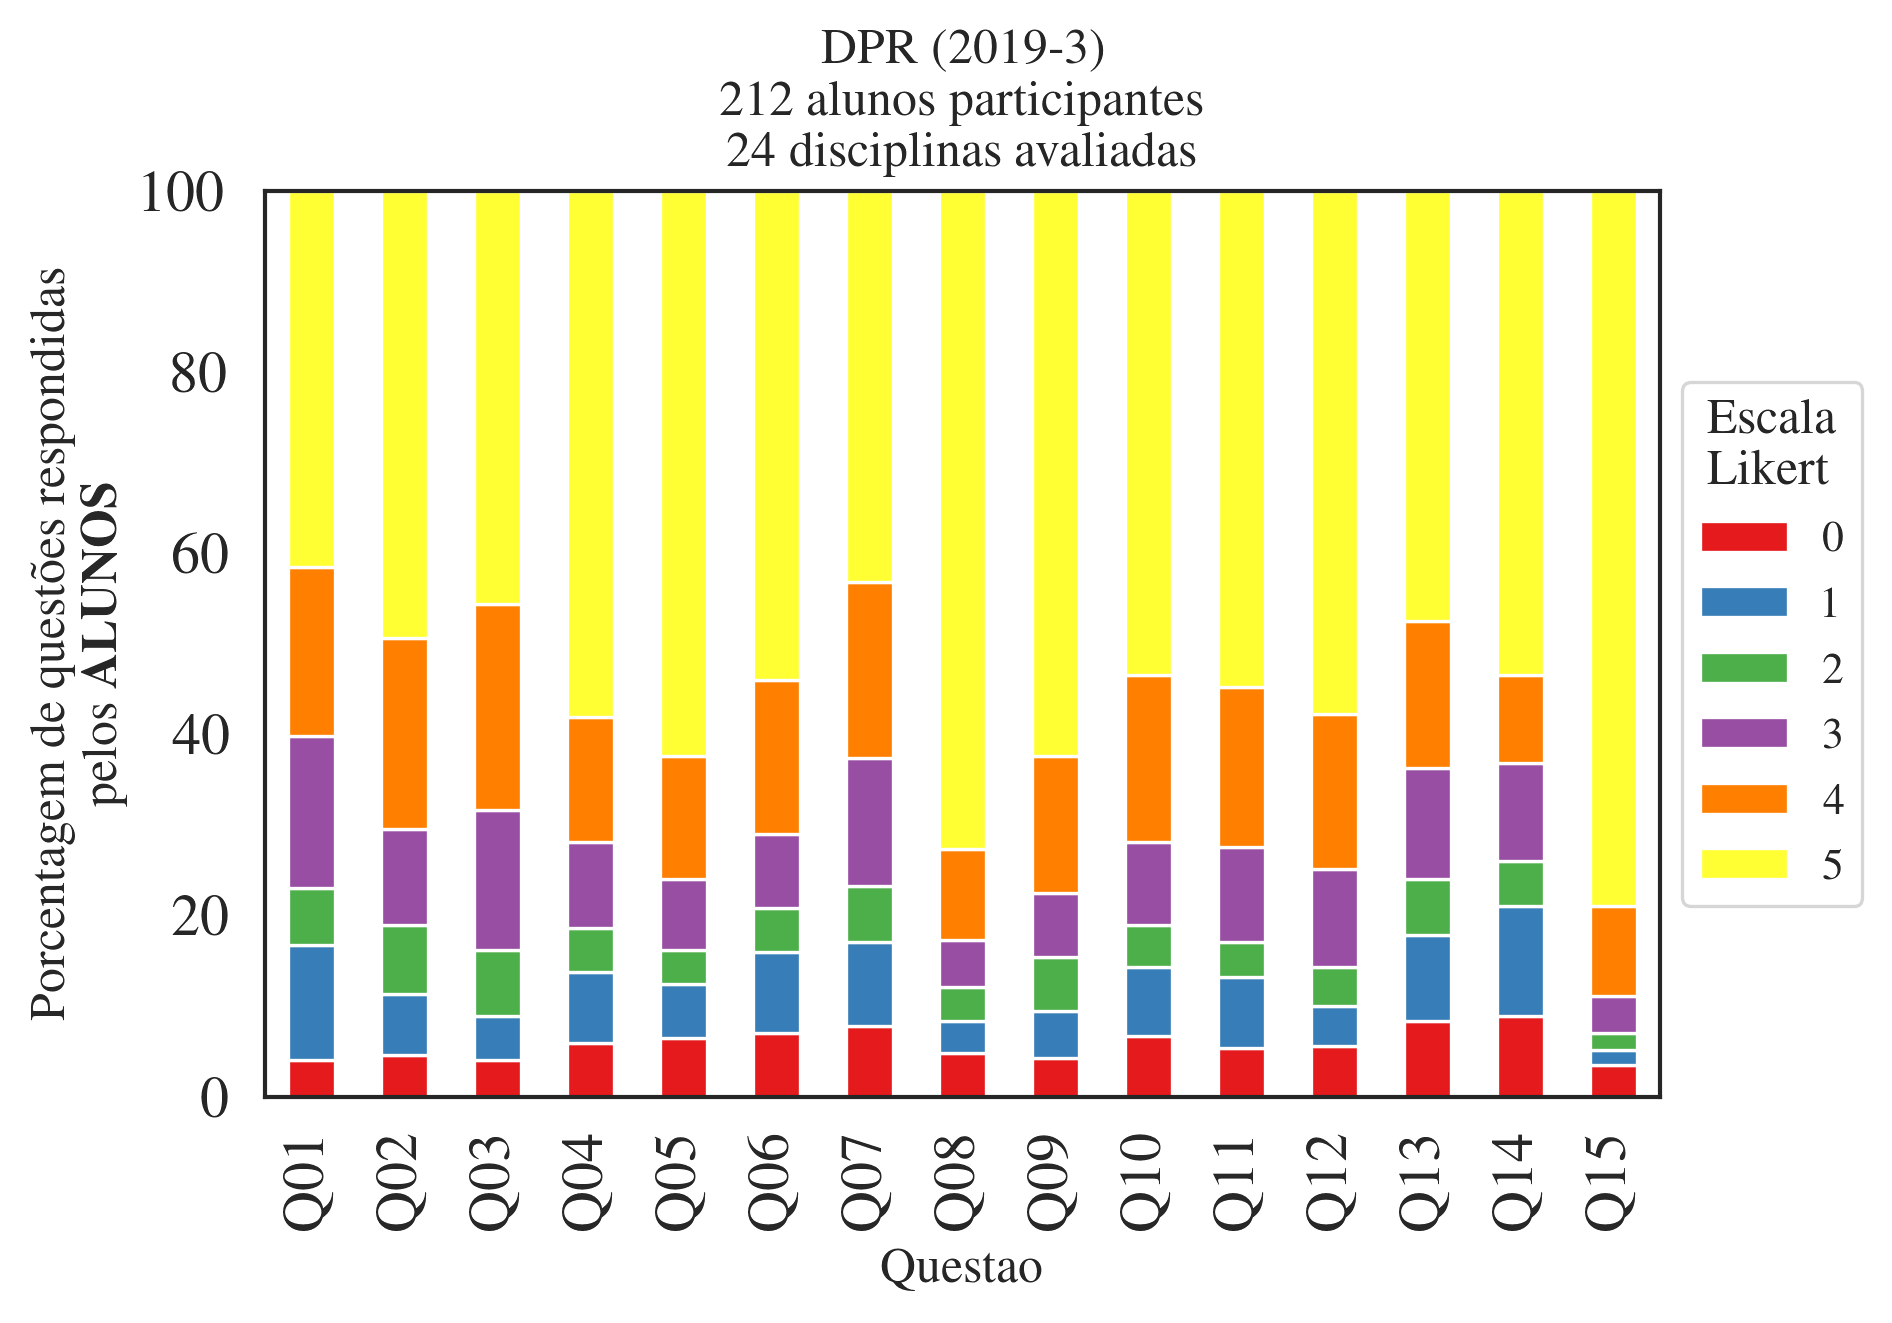 DPR (2019-3)
212 alunos participantes
24 disciplinas avaliadas
Porcentagem de questões respondidas
pelos ALUNOS
100
80
60
40
20
0
Q01
Q02
Q03
Q04
Q05
Q06
Q07
Q08
Q09
Q10
Q11
Q12
Q13
Q14
Q15
Questao
Escala
Likert
0
1
2
3
4
5